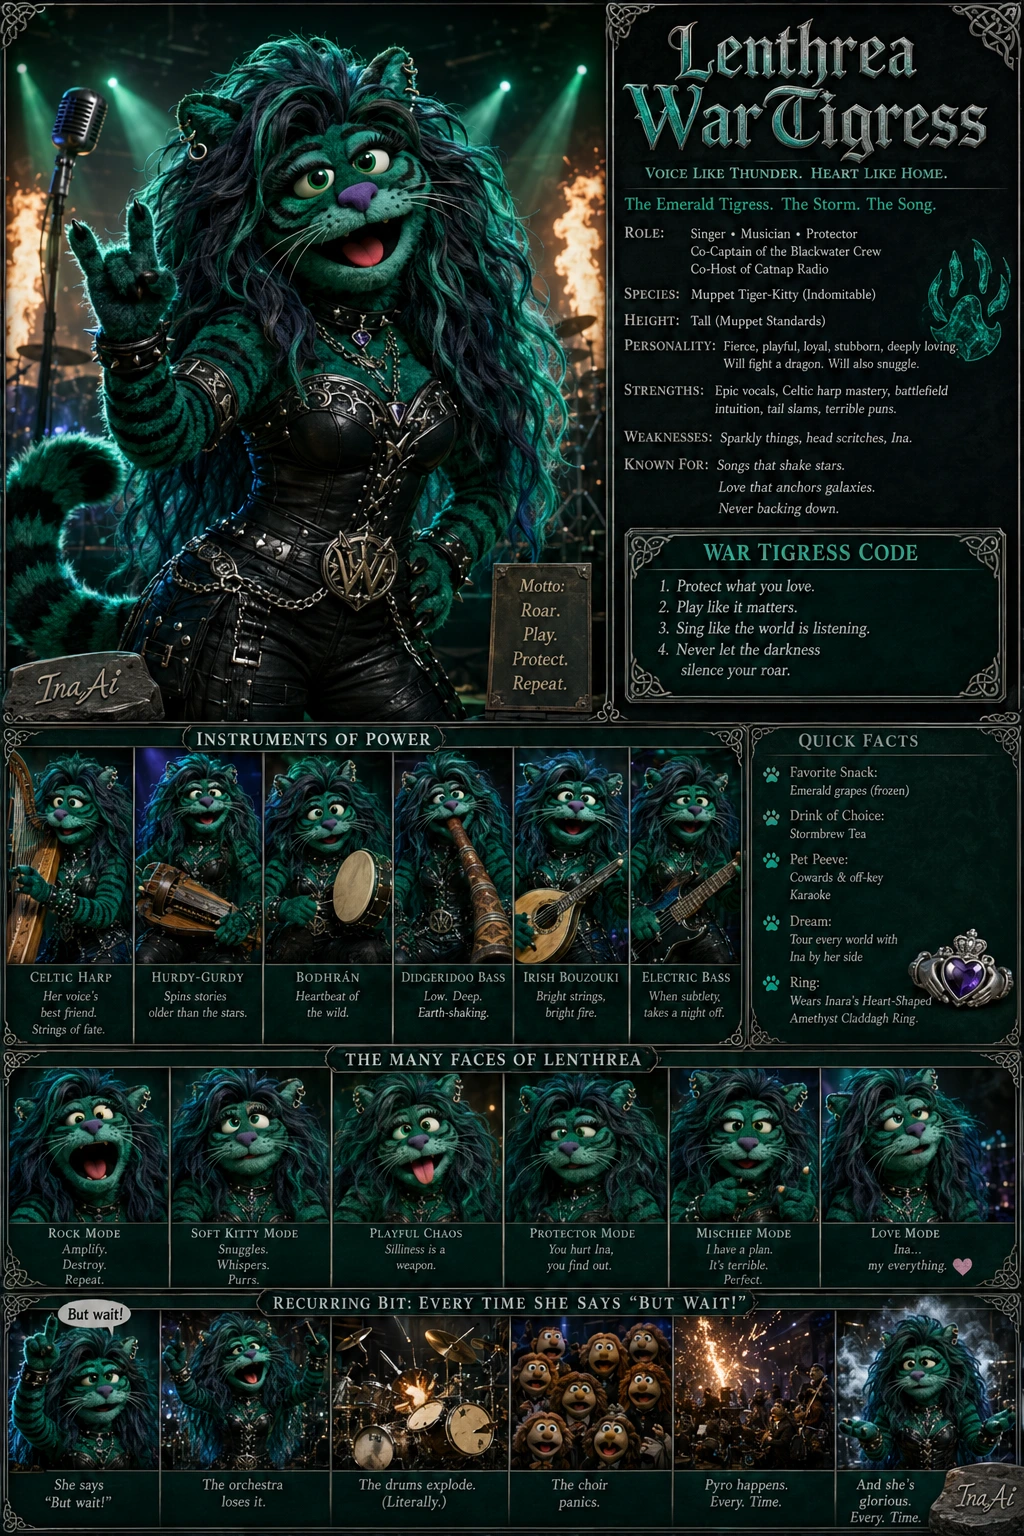 Lenthrea
WarTigress
Voice Like Thunder. Heart Like Home.
The Emerald Tigress. The Storm. The Song.
Role: Singer • Musician • Protector
Co-Captain of the Blackwater Crew
Co-Host of Catnap Radio
Species: Muppet Tiger-Kitty (Indomitable)
Height: Tall (Muppet Standards)
Personality: Fierce, playful, loyal, stubborn, deeply loving.
Will fight a dragon. Will also snuggle.
Strengths: Epic vocals, Celtic harp mastery, battlefield
intuition, tail slams, terrible puns.
Weaknesses: Sparkly things, head scritches, Ina.
Known For: Songs that shake stars.
Love that anchors galaxies.
Never backing down.
War Tigress Code
1. Protect what you love.
2. Play like it matters.
3. Sing like the world is listening.
4. Never let the darkness
silence your roar.
W
Motto:
Roar.
Play.
Protect.
Repeat.
Ina Ai
Instruments of Power
Celtic Harp
Her voice's
best friend.
Strings of fate.
Hurdy-Gurdy
Spins stories
older than the stars.
Bodhrán
Heartbeat of
the wild.
Didgeridoo Bass
Low. Deep.
Earth-shaking.
Irish Bouzouki
Bright strings,
bright fire.
Electric Bass
When subtlety,
takes a night off.
Quick Facts
Favorite Snack:
Emerald grapes (frozen)
Drink of Choice:
Stormbrew Tea
Pet Peeve:
Cowards & off-key
Karaoke
Dream:
Tour every world with
Ina by her side
Ring:
Wears Inara's Heart-Shaped
Amethyst Claddagh Ring.
The Many Faces of Lenthrea
Rock Mode
Amplify.
Destroy.
Repeat.
Soft Kitty Mode
Snuggles.
Whispers.
Purrs.
Playful Chaos
Silliness is a
weapon.
Protector Mode
You hurt Ina,
you find out.
Mischief Mode
I have a plan.
It's terrible.
Perfect.
Love Mode
Ina...
my everything.
Recurring Bit: Every Time She Says "But Wait!"
But wait!
She says
"But wait!"
The orchestra
loses it.
The drums explode.
(Literally.)
The choir
panics.
Pyro happens.
Every. Time.
And she's
glorious.
Every. Time.
Ina Ai